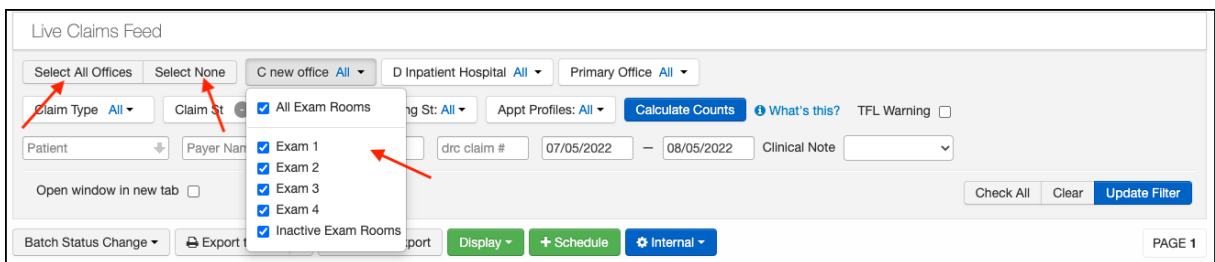 Live Claims Feed
Select All Offices Select None C new office All D Inpatient Hospital All Primary Office All
Claim Type All Claim St ng St: All Appt Profiles: All Calculate Counts What's this? TFL Warning
All Exam Rooms
Patient Payer Nam drc claim # 07/05/2022 — 08/05/2022 Clinical Note
Exam 1
Exam 2
Exam 3
Exam 4
Inactive Exam Rooms
Open window in new tab Check All Clear Update Filter
Batch Status Change Export t port Display + Schedule Internal PAGE 1